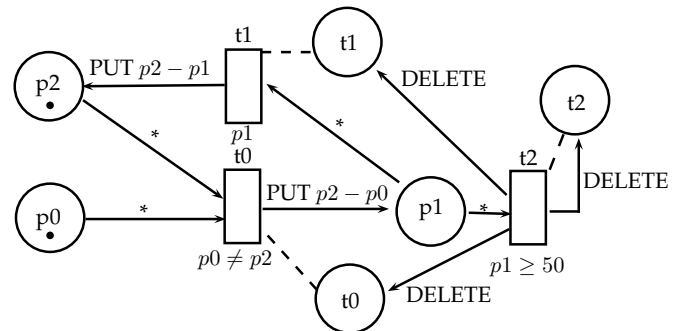 t1
t1
PUT p2 − p1
p2
DELETE
t2
*
p1
*
t0
t2
PUT p2 − p0
DELETE
p0
*
p1
*
p0 ≠ p2
p1 ≥ 50
DELETE
t0